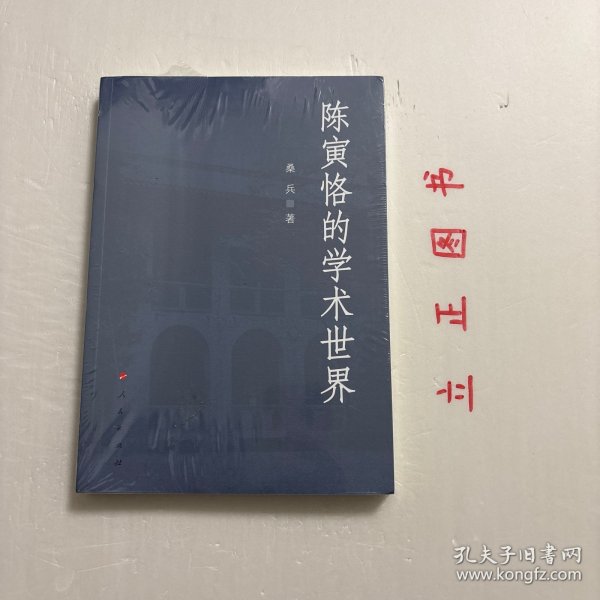 陈寅恪的学术世界
桑兵 著
人民出版社
立正图书
孔夫子旧书网
www.kongfz.com